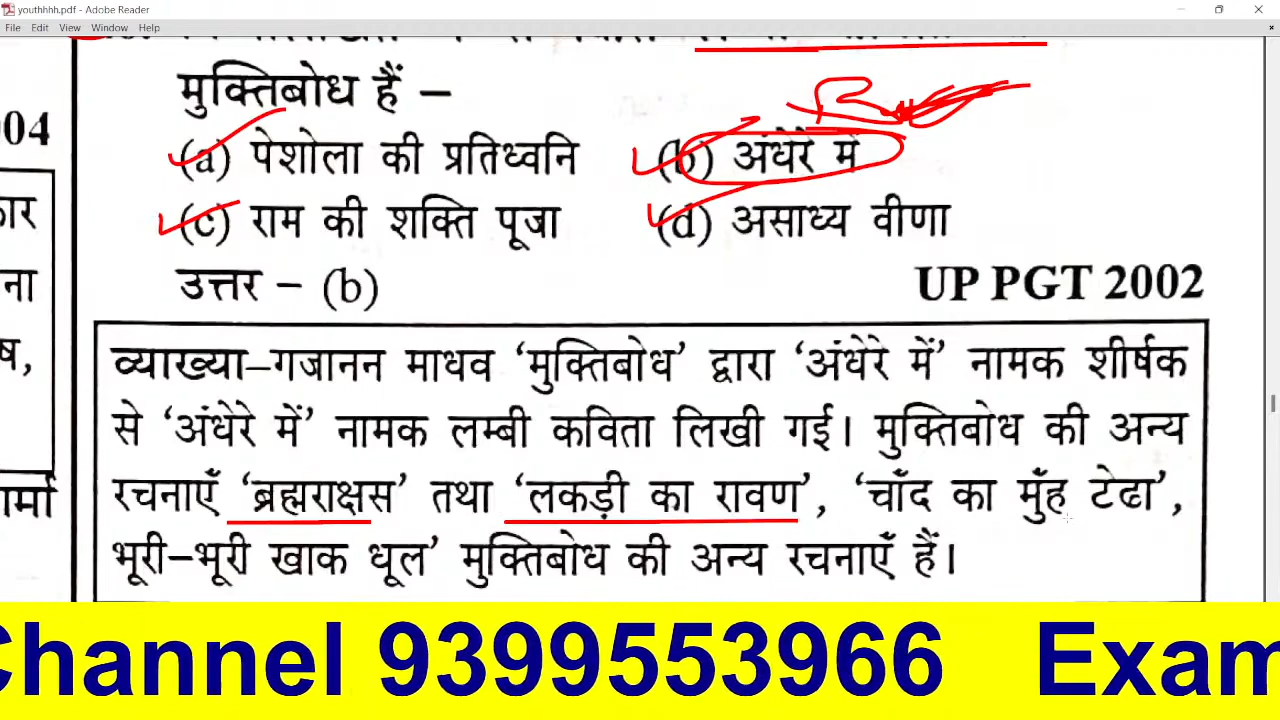 youthhhh.pdf - Adobe Reader
File Edit View Window Help
मुक्तिबोध हैं –
(a) पेशोला की प्रतिध्वनि (b) अंधेरे में
(c) राम की शक्ति पूजा (d) असाध्य वीणा
उत्तर – (b) UP PGT 2002
व्याख्या–गजानन माधव ‘मुक्तिबोध’ द्वारा ‘अंधेरे में’ नामक शीर्षक
से ‘अंधेरे में’ नामक लम्बी कविता लिखी गई। मुक्तिबोध की अन्य
रचनाएँ ‘ब्रह्मराक्षस’ तथा ‘लकड़ी का रावण’, ‘चाँद का मुँह टेढा’,
भूरी–भूरी खाक धूल’ मुक्तिबोध की अन्य रचनाएँ हैं।
004
कार
ना
ष,
र्मा
Channel 9399553966 Exam